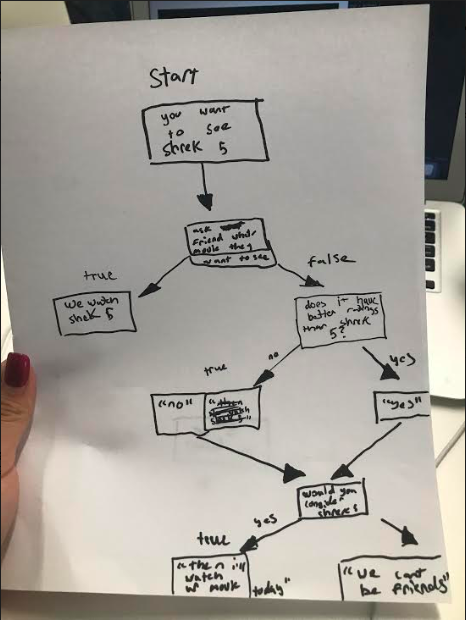 Start
you want
to see
shrek 5
ask
friend what
movie they
want to see
true
false
we watch
shek 5
does it have
better ratings
than shrek
5?
true
no
yes
"no"
"then
"yes"
would you
consider
shrek 5
yes
true
"then i'll
watch
ur movie
today"
"we can't
be friends"